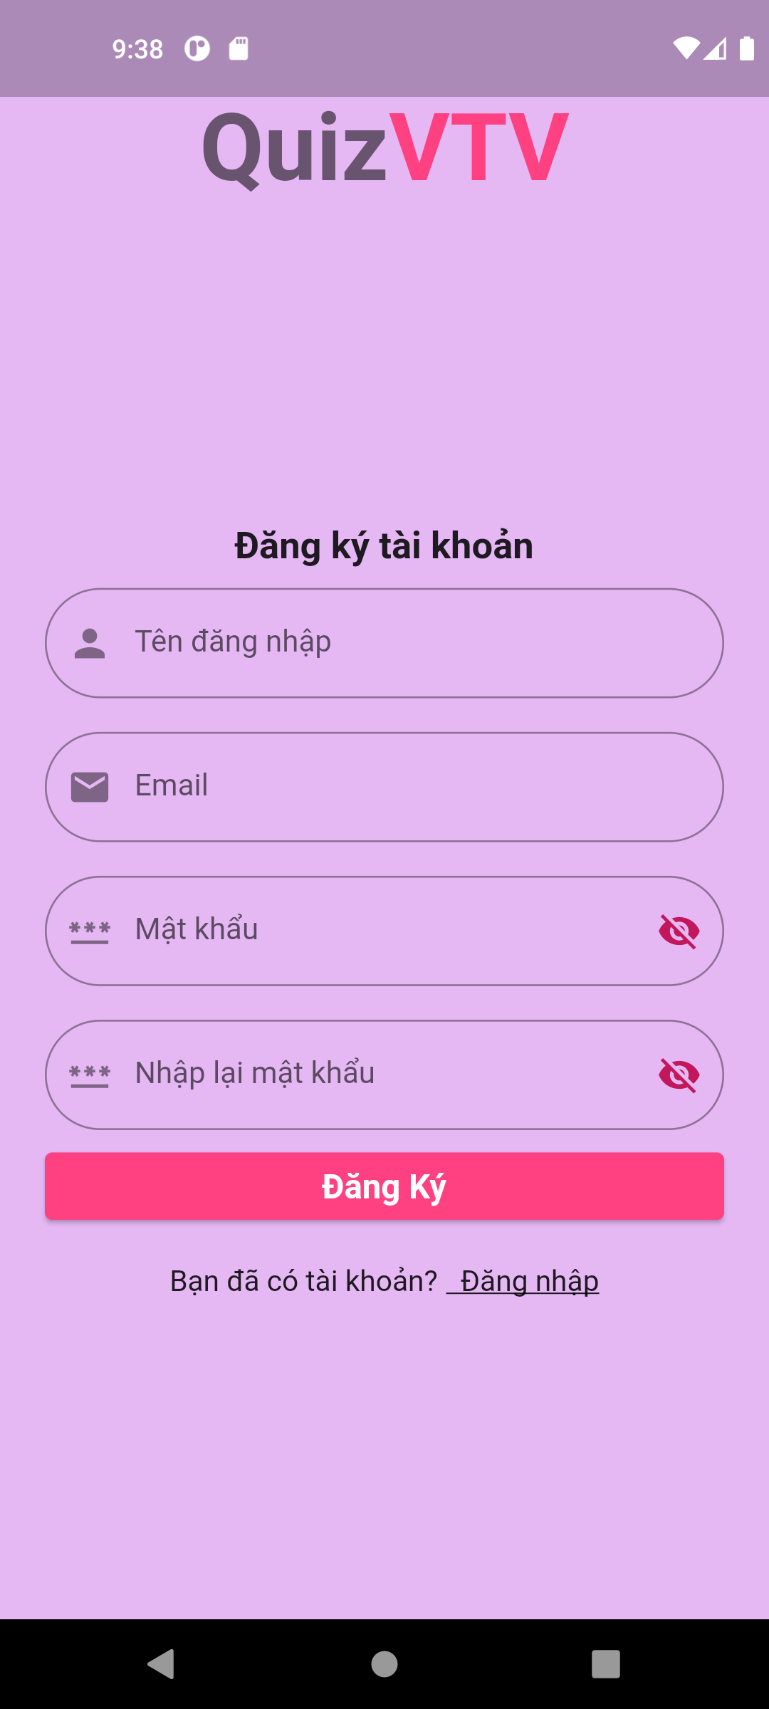 9:38
QuizVTV
Đăng ký tài khoản
Tên đăng nhập
Email
*** Mật khẩu
*** Nhập lại mật khẩu
Đăng Ký
Bạn đã có tài khoản? Đăng nhập